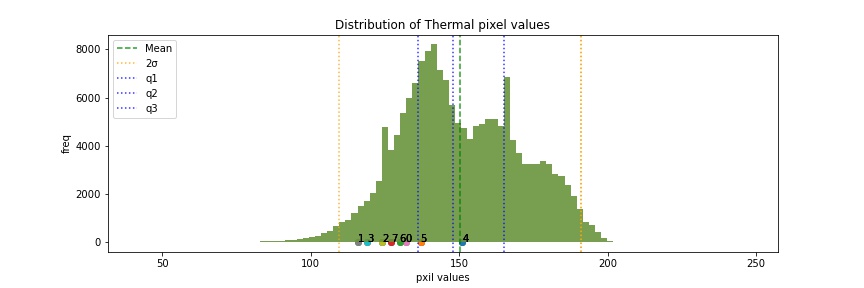 Distribution of Thermal pixel values
Mean
2σ
q1
q2
q3
freq
8000
6000
4000
2000
0
1 3 2 7 6 0 5 4
50 100 150 200 250
pxil values